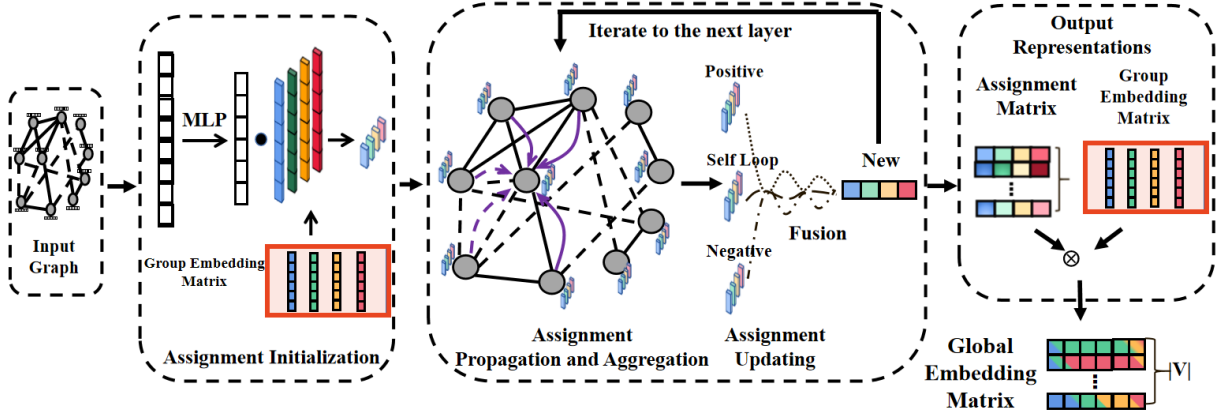 Input
Graph
MLP
Group Embedding
Matrix
Assignment Initialization
Iterate to the next layer
Positive
Self Loop
Negative
New
Fusion
Assignment
Propagation and Aggregation
Assignment
Updating
Output
Representations
Assignment
Matrix
Group
Embedding
Matrix
Global
Embedding
Matrix
|V|